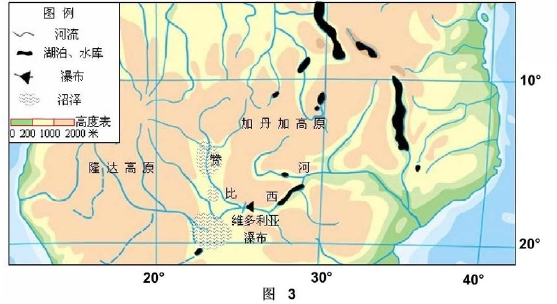 图 例
河流
湖泊、水库
瀑布
沼泽
高度表
0 200 1000 2000 米
10°
加 丹 加 高 原
隆 达 高 原
赞
比
西
河
维多利亚
瀑布
20°
20°
30°
40°
图 3